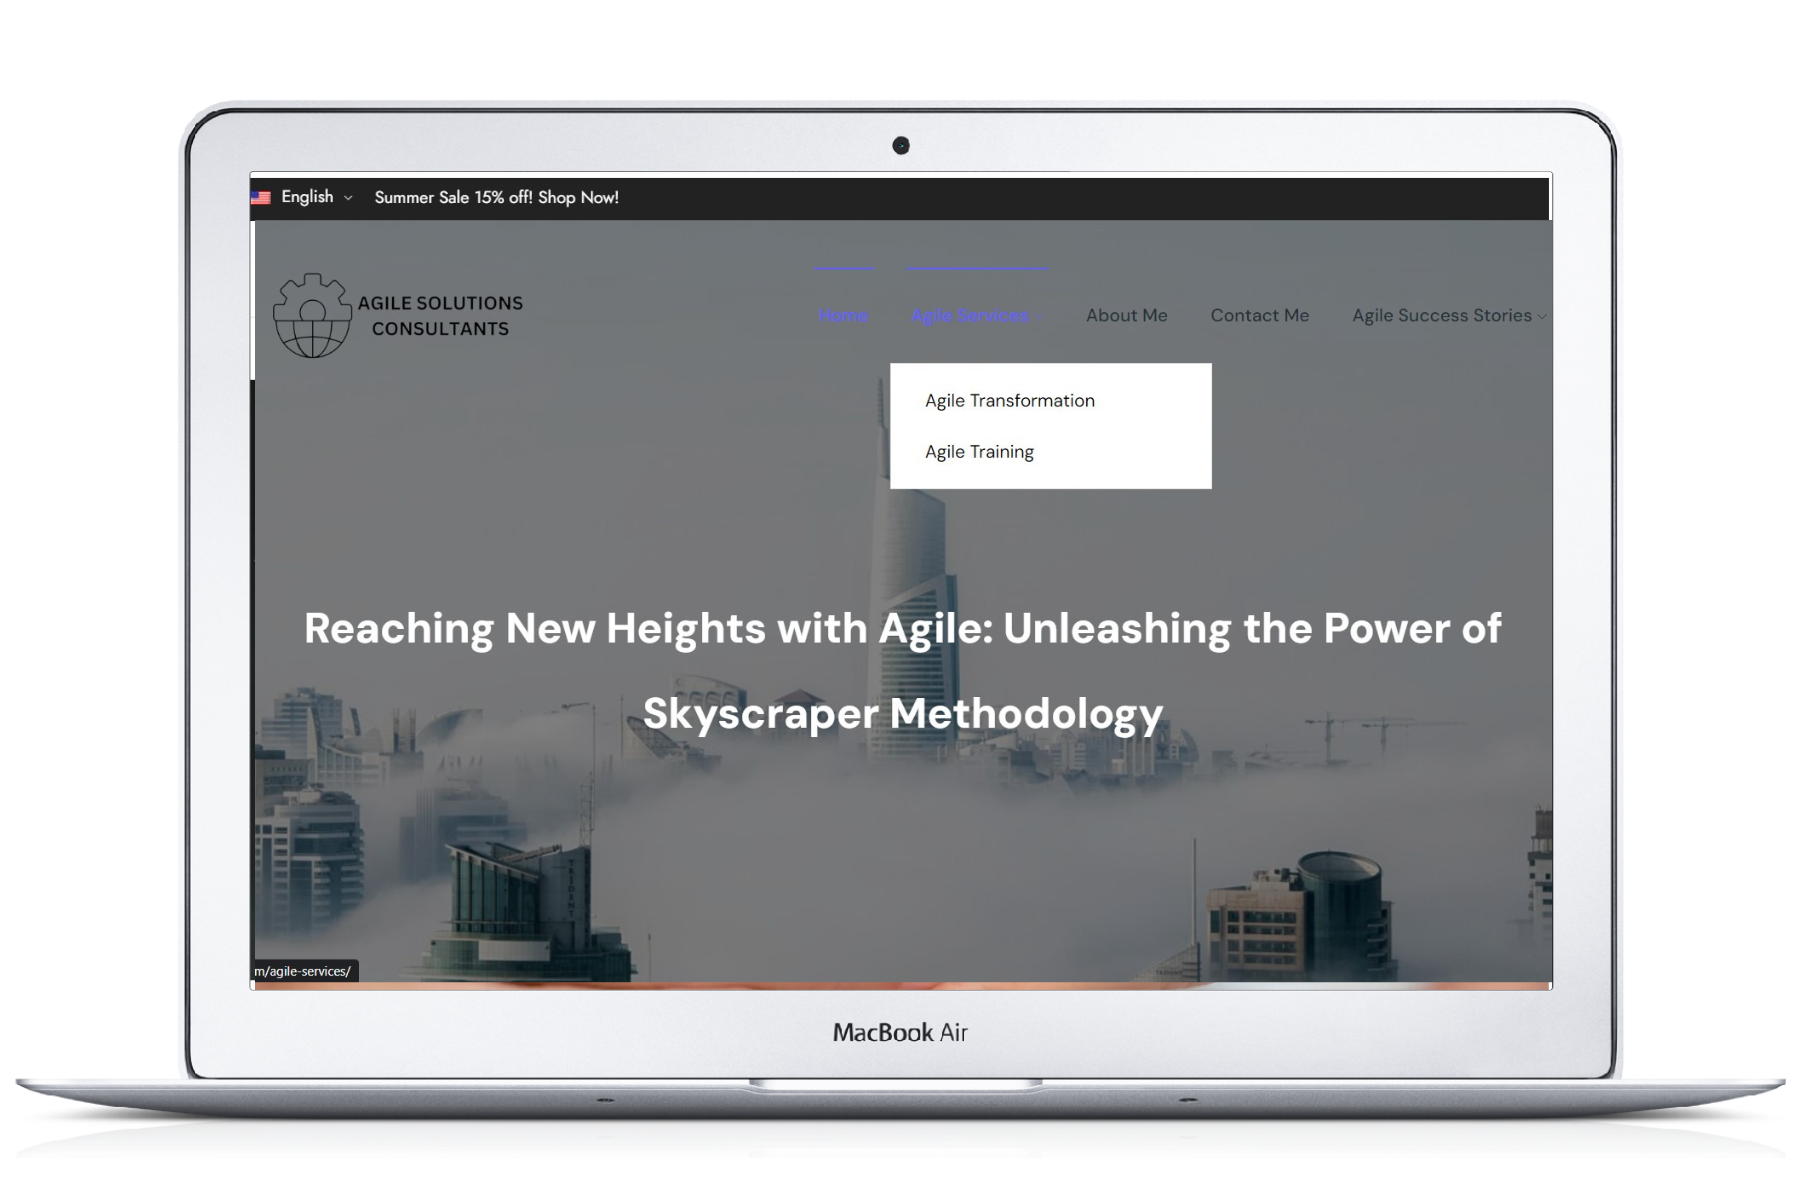 English
Summer Sale 15% off! Shop Now!
AGILE SOLUTIONS
CONSULTANTS
Home
Agile Services
About Me
Contact Me
Agile Success Stories
Agile Transformation
Agile Training
Reaching New Heights with Agile: Unleashing the Power of
Skyscraper Methodology
TRIDENT
m/agile-services/
MacBook Air